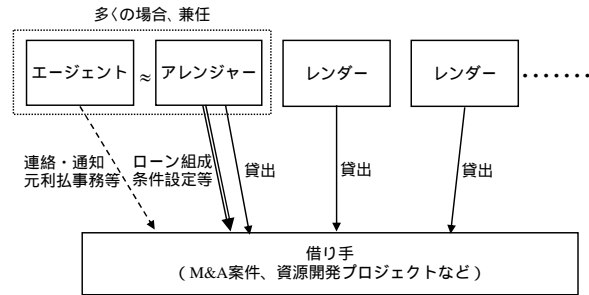 多くの場合、兼任
エージェント
≈
アレンジャー
レンダー
レンダー
・・・・・・・
連絡・通知
元利払事務等
ローン組成
条件設定等
貸出
貸出
貸出
借り手
（M&A案件、資源開発プロジェクトなど）